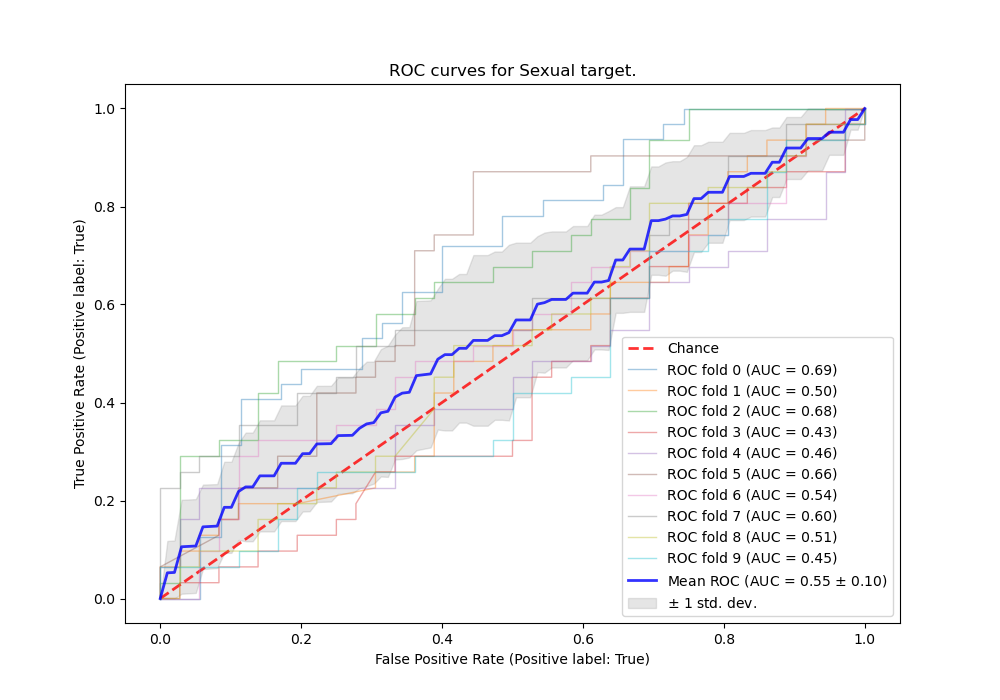 ROC curves for Sexual target.
True Positive Rate (Positive label: True)
1.0
0.8
0.6
0.4
0.2
0.0
Chance
ROC fold 0 (AUC = 0.69)
ROC fold 1 (AUC = 0.50)
ROC fold 2 (AUC = 0.68)
ROC fold 3 (AUC = 0.43)
ROC fold 4 (AUC = 0.46)
ROC fold 5 (AUC = 0.66)
ROC fold 6 (AUC = 0.54)
ROC fold 7 (AUC = 0.60)
ROC fold 8 (AUC = 0.51)
ROC fold 9 (AUC = 0.45)
Mean ROC (AUC = 0.55 ± 0.10)
± 1 std. dev.
0.0 0.2 0.4 0.6 0.8 1.0
False Positive Rate (Positive label: True)